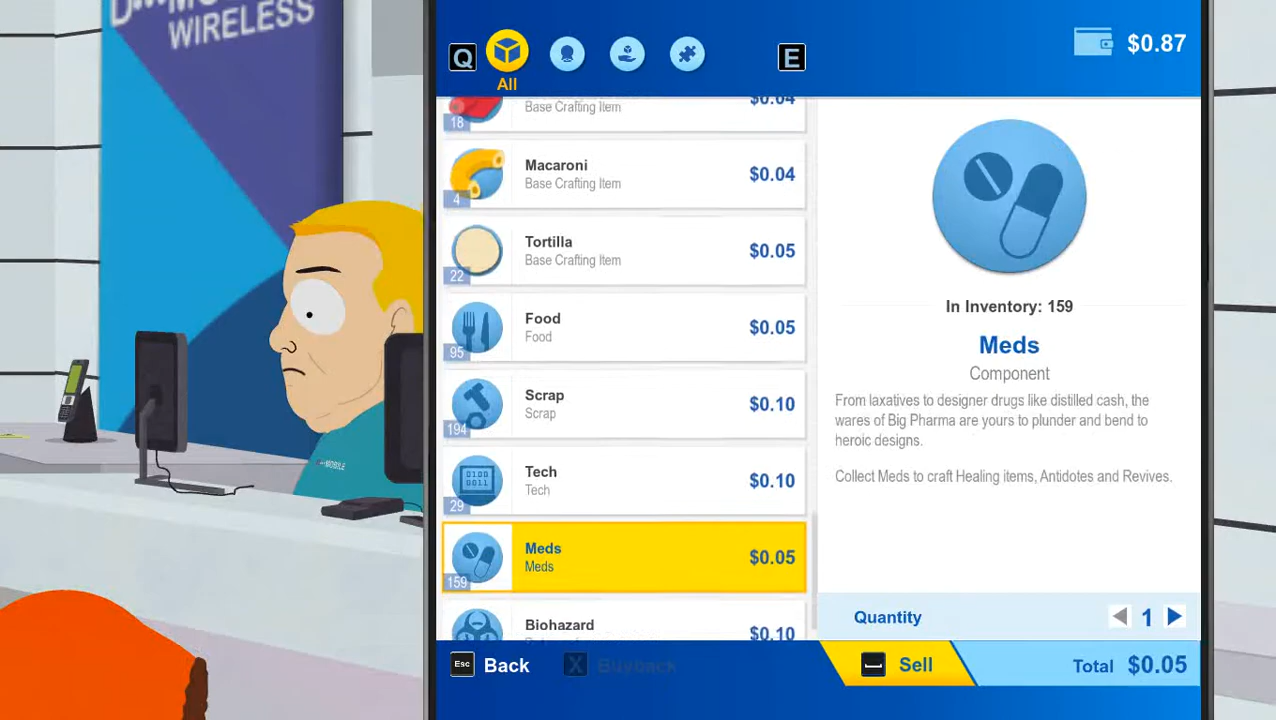 WIRELESS
Q
All
E
$0.87
18
Base Crafting Item
$0.04
4
Macaroni
Base Crafting Item
$0.04
22
Tortilla
Base Crafting Item
$0.05
95
Food
Food
$0.05
194
Scrap
Scrap
$0.10
0100
0011
29
Tech
Tech
$0.10
159
Meds
Meds
$0.05
Biohazard
$0.10
In Inventory: 159
Meds
Component
From laxatives to designer drugs like distilled cash, the
wares of Big Pharma are yours to plunder and bend to
heroic designs.
Collect Meds to craft Healing items, Antidotes and Revives.
Quantity
1
Esc Back
X Buyback
Sell
Total $0.05